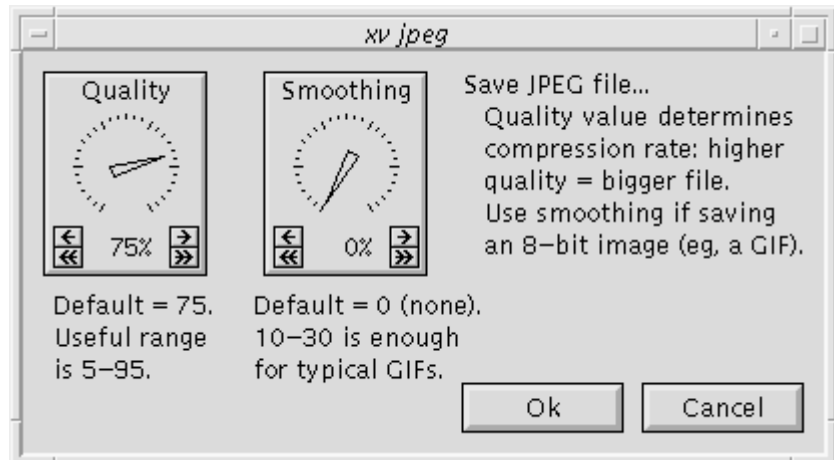 xv jpeg
Quality
75%
Default = 75.
Useful range
is 5–95.
Smoothing
0%
Default = 0 (none).
10–30 is enough
for typical GIFs.
Save JPEG file...
Quality value determines
compression rate: higher
quality = bigger file.
Use smoothing if saving
an 8–bit image (eg, a GIF).
Ok
Cancel